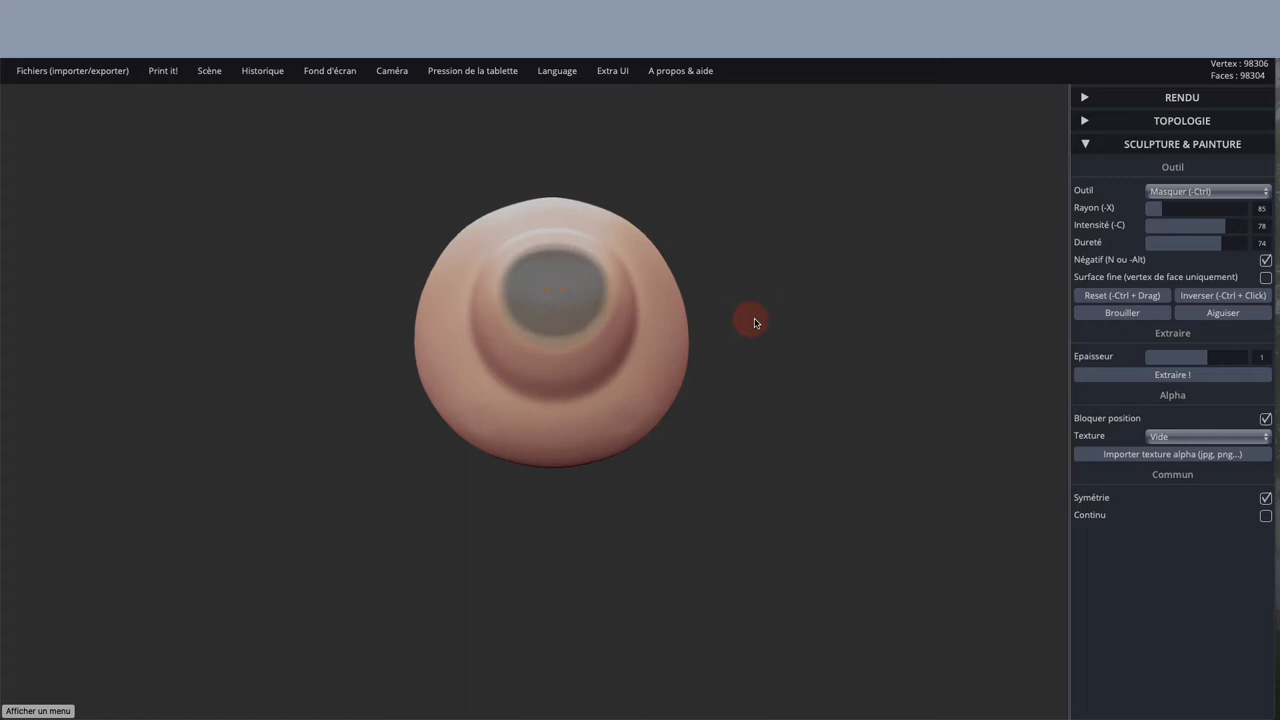 Fichiers (importer/exporter) Print it! Scène Historique Fond d'écran Caméra Pression de la tablette Language Extra UI A propos & aide
Vertex : 98306
Faces : 98304
RENDU
TOPOLOGIE
SCULPTURE & PAINTURE
Outil
Outil Masquer (-Ctrl)
Rayon (-X) 85
Intensité (-C) 78
Dureté 74
Négatif (N ou -Alt)
Surface fine (vertex de face uniquement)
Reset (-Ctrl + Drag) Inverser (-Ctrl + Click)
Brouiller Aiguiser
Extraire
Epaisseur 1
Extraire !
Alpha
Bloquer position
Texture Vide
Importer texture alpha (jpg, png...)
Commun
Symétrie
Continu
Afficher un menu